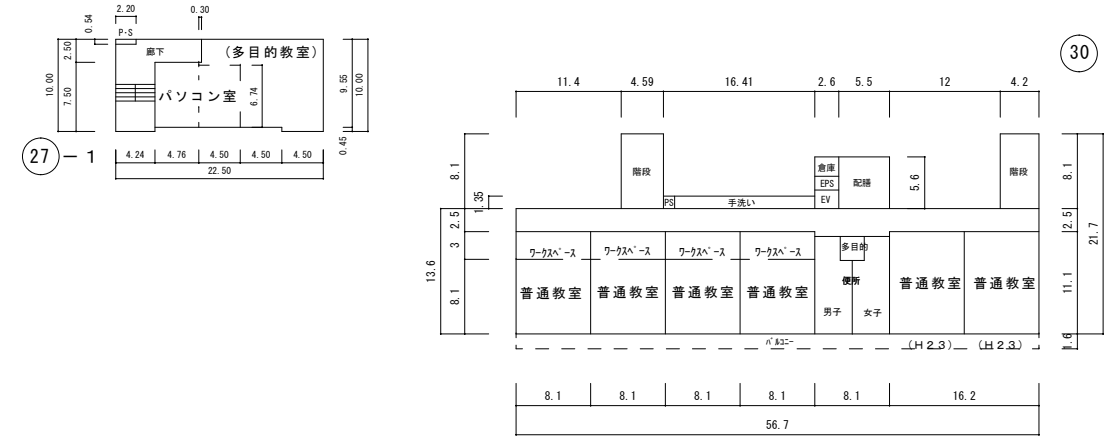 2.20
0.30
0.54
P・S
廊下
(多目的教室)
2.50
10.00
7.50
パソコン室
6.74
9.55
10.00
0.45
27 - 1
4.24
4.76
4.50
4.50
4.50
22.50
30
11.4
4.59
16.41
2.6
5.5
12
4.2
8.1
階段
倉庫
EPS
EV
配膳
5.6
階段
8.1
1.35
PS
手洗い
2.5
2.5
21.7
13.6
3
ワークスペース
ワークスペース
ワークスペース
ワークスペース
多目的
便所
8.1
普通教室
普通教室
普通教室
普通教室
男子
女子
普通教室
普通教室
11.1
バルコニー
(H23)
(H23)
1.6
8.1
8.1
8.1
8.1
8.1
16.2
56.7